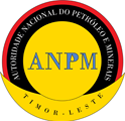 AUTORIDADE NACIONAL DO PETRÓLEO E MINERAIS
ANPM
TIMOR-LESTE